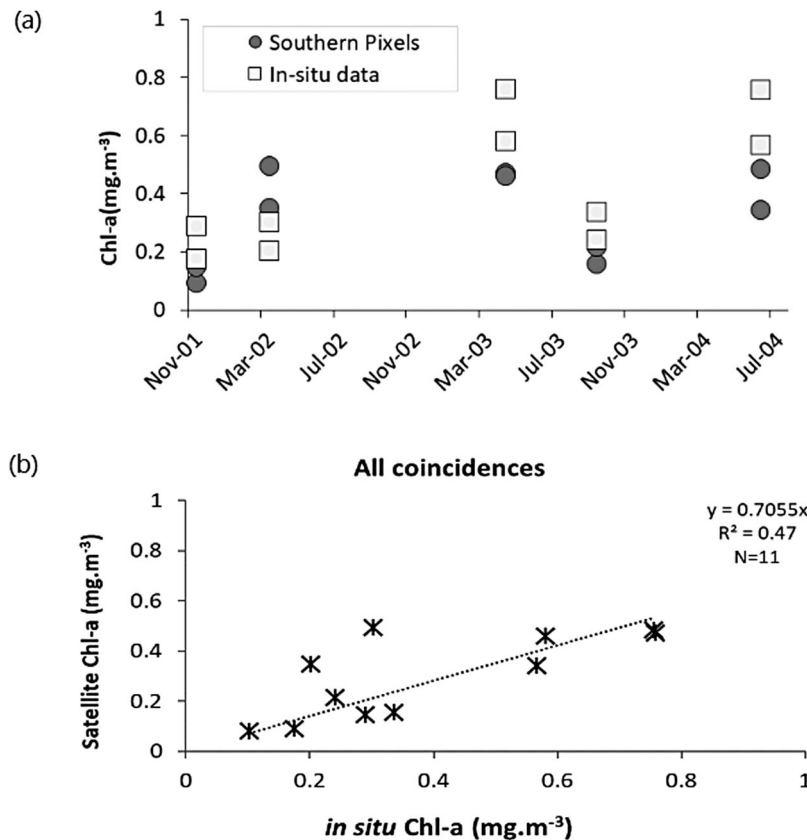 (a)
1
0.8
0.6
0.4
0.2
0
Chl-a(mg.m⁻³)
Southern Pixels
In-situ data
Nov-01
Mar-02
Jul-02
Nov-02
Mar-03
Jul-03
Nov-03
Mar-04
Jul-04
(b)
All coincidences
y = 0.7055x
R² = 0.47
N=11
1
0.8
0.6
0.4
0.2
0
Satellite Chl-a (mg.m⁻³)
0
0.2
0.4
0.6
0.8
1
in situ Chl-a (mg.m⁻³)